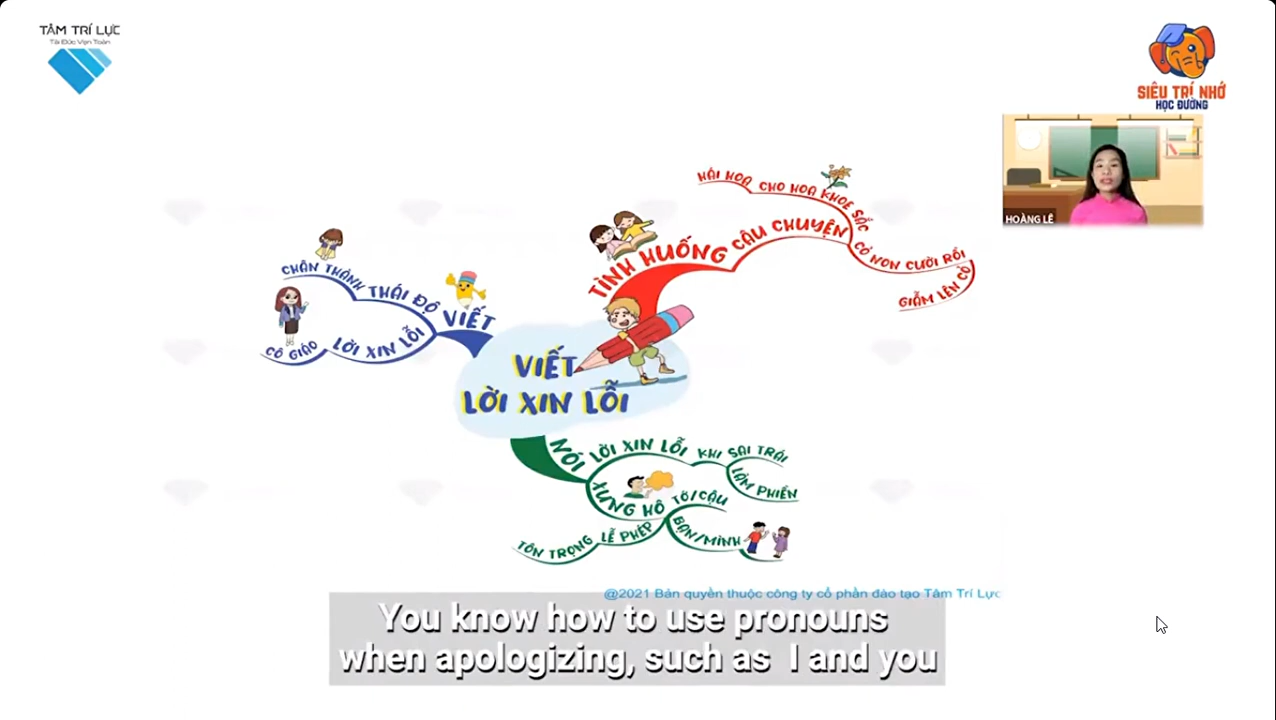 TÂM TRÍ LỰC
Tài Đức Vẹn Toàn
SIÊU TRÍ NHỚ
HỌC ĐƯỜNG
HOÀNG LÊ
HÁI HOA CHO HOA KHOE SẮC
TÌNH HUỐNG CÂU CHUYỆN
CỎ NON CƯỜI RỒI
GIẪM LÊN CỎ
CHÂN THÀNH THÁI ĐỘ VIẾT
CÔ GIÁO LỜI XIN LỖI
VIẾT
LỜI XIN LỖI
NÓI LỜI XIN LỖI KHI SAI TRÁI
LÀM PHIỀN
XƯNG HÔ TỚ/CẬU
BẠN/MÌNH
TÔN TRỌNG LỄ PHÉP
@2021 Bản quyền thuộc công ty cổ phần đào tạo Tâm Trí Lực
You know how to use pronouns
when apologizing, such as I and you